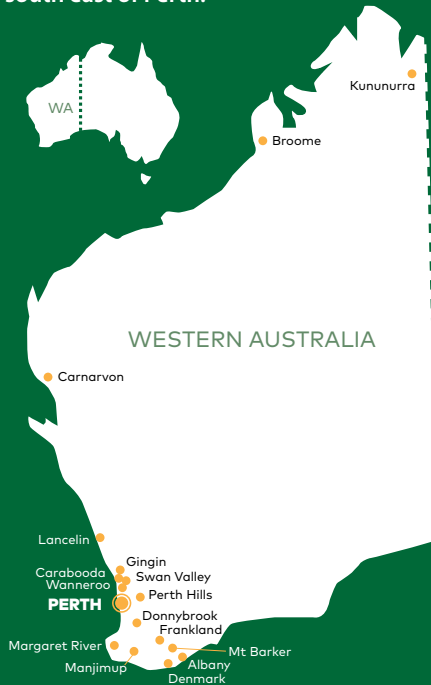 south east of Perth.
WA
Kununurra
Broome
WESTERN AUSTRALIA
Carnarvon
Lancelin
Gingin
Carabooda
Swan Valley
Wanneroo
Perth Hills
PERTH
Donnybrook
Frankland
Margaret River
Mt Barker
Manjimup
Albany
Denmark